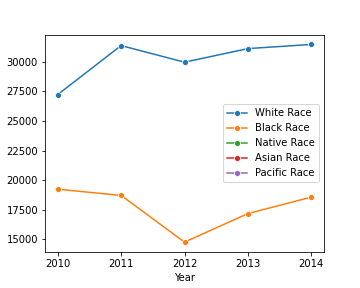 30000
27500
25000
22500
20000
17500
15000
White Race
Black Race
Native Race
Asian Race
Pacific Race
2010 2011 2012 2013 2014
Year